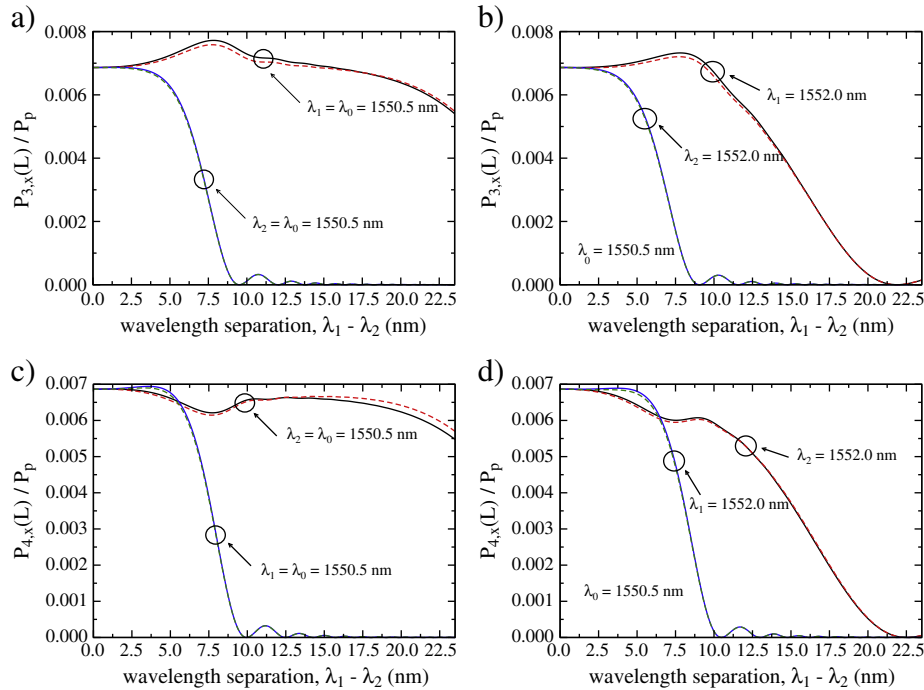 a)
P3,x(L) / Pp
0.008
0.006
0.004
0.002
0.000
λ1 = λ0 = 1550.5 nm
λ2 = λ0 = 1550.5 nm
0.0 2.5 5.0 7.5 10.0 12.5 15.0 17.5 20.0 22.5
wavelength separation, λ1 - λ2 (nm)
b)
P3,x(L) / Pp
0.008
0.006
0.004
0.002
0.000
λ1 = 1552.0 nm
λ2 = 1552.0 nm
λ0 = 1550.5 nm
0.0 2.5 5.0 7.5 10.0 12.5 15.0 17.5 20.0 22.5
wavelength separation, λ1 - λ2 (nm)
c)
P4,x(L) / Pp
0.007
0.006
0.005
0.004
0.003
0.002
0.001
0.000
λ2 = λ0 = 1550.5 nm
λ1 = λ0 = 1550.5 nm
0.0 2.5 5.0 7.5 10.0 12.5 15.0 17.5 20.0 22.5
wavelength separation, λ1 - λ2 (nm)
d)
P4,x(L) / Pp
0.007
0.006
0.005
0.004
0.003
0.002
0.001
0.000
λ2 = 1552.0 nm
λ1 = 1552.0 nm
λ0 = 1550.5 nm
0.0 2.5 5.0 7.5 10.0 12.5 15.0 17.5 20.0 22.5
wavelength separation, λ1 - λ2 (nm)